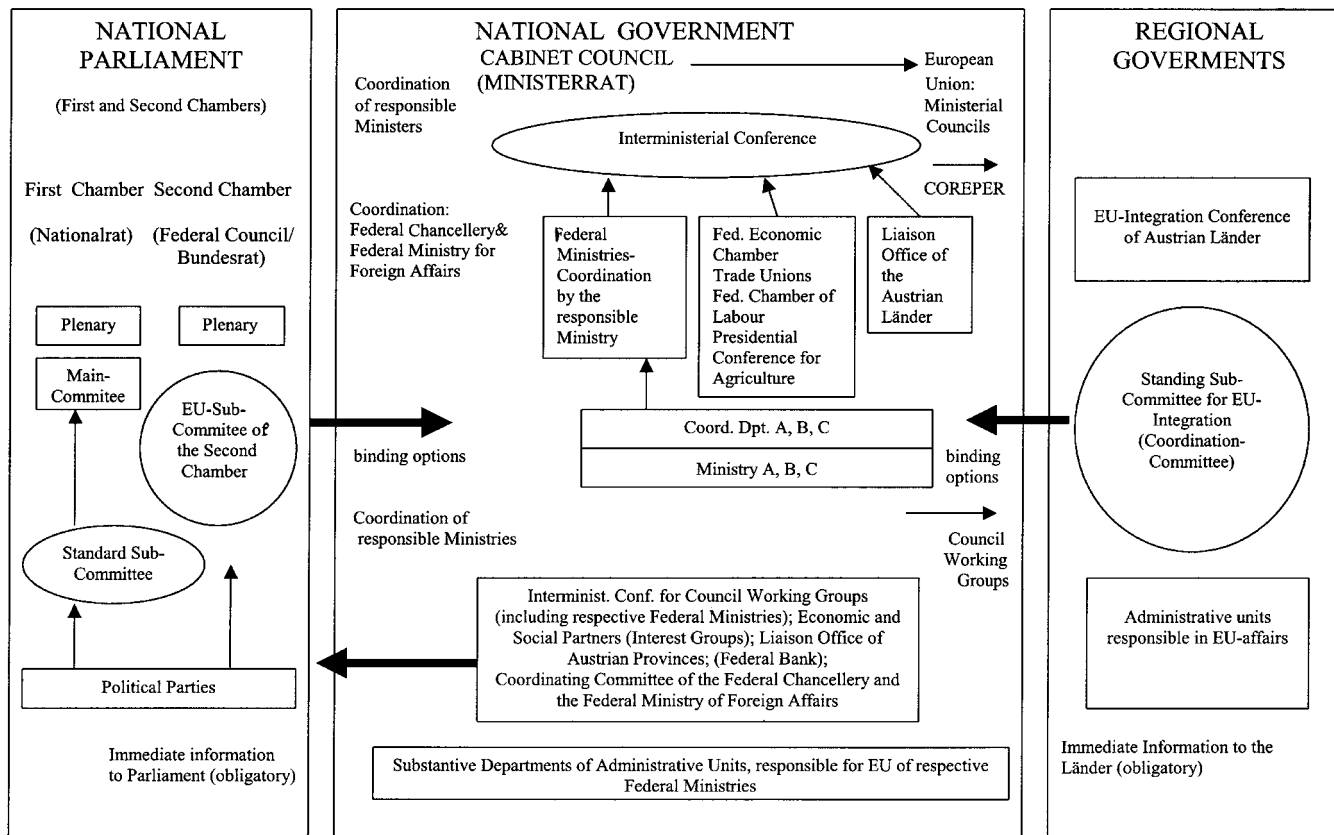 NATIONAL
PARLIAMENT
(First and Second Chambers)
First Chamber
(Nationalrat)
Second Chamber
(Federal Council/
Bundesrat)
Plenary
Plenary
Main-
Commitee
EU-Sub-
Commitee of
the Second
Chamber
Standard Sub-
Committee
Political Parties
Immediate information
to Parliament (obligatory)
NATIONAL GOVERNMENT
CABINET COUNCIL
(MINISTERRAT)
European
Union:
Ministerial
Councils
Coordination
of responsible
Ministers
Interministerial Conference
COREPER
Coordination:
Federal Chancellery&
Federal Ministry for
Foreign Affairs
Federal
Ministries-
Coordination
by the
responsible
Ministry
Fed. Economic
Chamber
Trade Unions
Fed. Chamber of
Labour
Presidential
Conference for
Agriculture
Liaison
Office of
the
Austrian
Länder
Coord. Dpt. A, B, C
Ministry A, B, C
binding options
binding
options
Coordination of
responsible Ministries
Council
Working
Groups
Interminist. Conf. for Council Working Groups
(including respective Federal Ministries); Economic and
Social Partners (Interest Groups); Liaison Office of
Austrian Provinces; (Federal Bank);
Coordinating Committee of the Federal Chancellery and
the Federal Ministry of Foreign Affairs
Substantive Departments of Administrative Units, responsible for EU of respective
Federal Ministries
REGIONAL
GOVERMENTS
EU-Integration Conference
of Austrian Länder
Standing Sub-
Committee for EU-
Integration
(Coordination-
Committee)
Administrative units
responsible in EU-affairs
Immediate Information to the
Länder (obligatory)